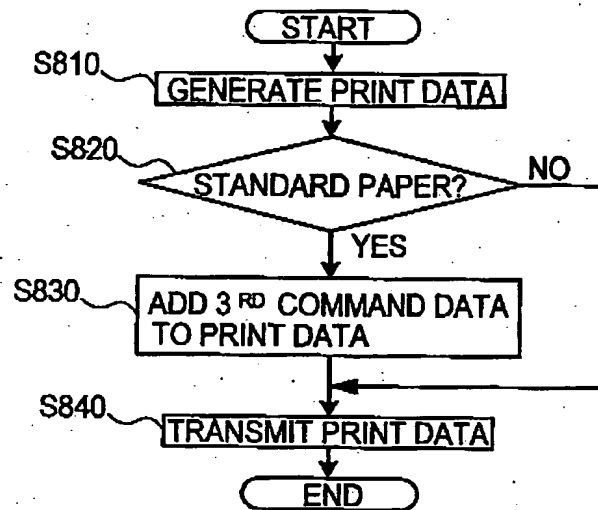 START
S810
GENERATE PRINT DATA
S820
STANDARD PAPER?
NO
YES
S830
ADD 3RD COMMAND DATA
TO PRINT DATA
S840
TRANSMIT PRINT DATA
END